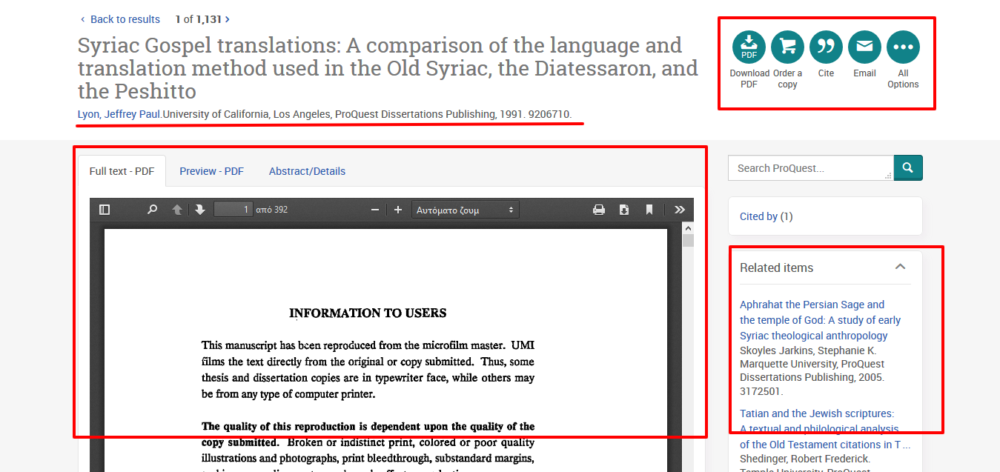 ‹ Back to results 1 of 1,131 ›
Syriac Gospel translations: A comparison of the language and
translation method used in the Old Syriac, the Diatessaron, and
the Peshitto
Lyon, Jeffrey Paul.University of California, Los Angeles, ProQuest Dissertations Publishing, 1991. 9206710.
PDF
Download PDF
Order a copy
Cite
Email
All Options
Full text - PDF Preview - PDF Abstract/Details
1 από 392 Αυτόματο ζουμ
INFORMATION TO USERS
This manuscript has been reproduced from the microfilm master. UMI
films the text directly from the original or copy submitted. Thus, some
thesis and dissertation copies are in typewriter face, while others may
be from any type of computer printer.
The quality of this reproduction is dependent upon the quality of the
copy submitted. Broken or indistinct print, colored or poor quality
illustrations and photographs, print bleedthrough, substandard margins,
Search ProQuest...
Cited by (1)
Related items
Aphrahat the Persian Sage and
the temple of God: A study of early
Syriac theological anthropology
Skoyles Jarkins, Stephanie K.
Marquette University, ProQuest
Dissertations Publishing, 2005.
3172501.
Tatian and the Jewish scriptures:
A textual and philological analysis
of the Old Testament citations in T ...
Shedinger, Robert Frederick.
Temple University, ProQuest